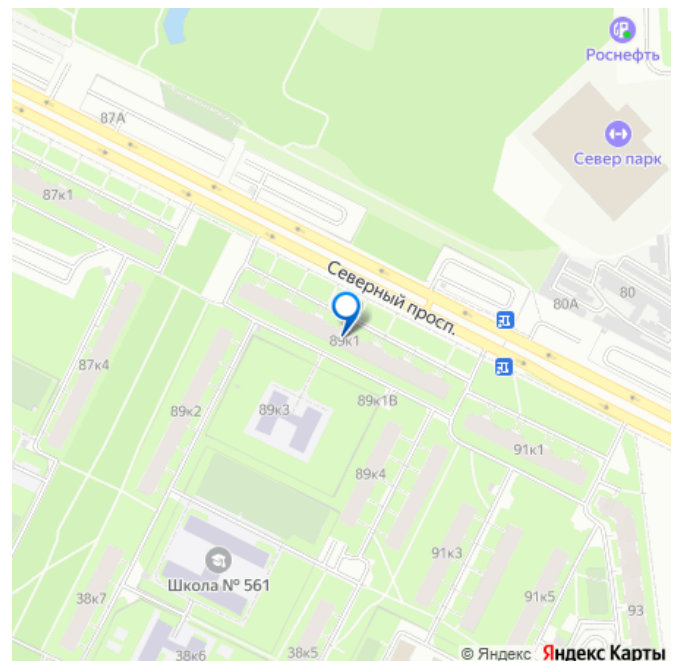 Роснефть
87А
Север парк
87к1
Северный просп.
80
80А
89к1
87к4
89к2
89к3
89к1В
91к1
89к4
91к3
Школа № 561
38к7
91к5
93
38к6
38к5
© Яндекс Яндекс Карты